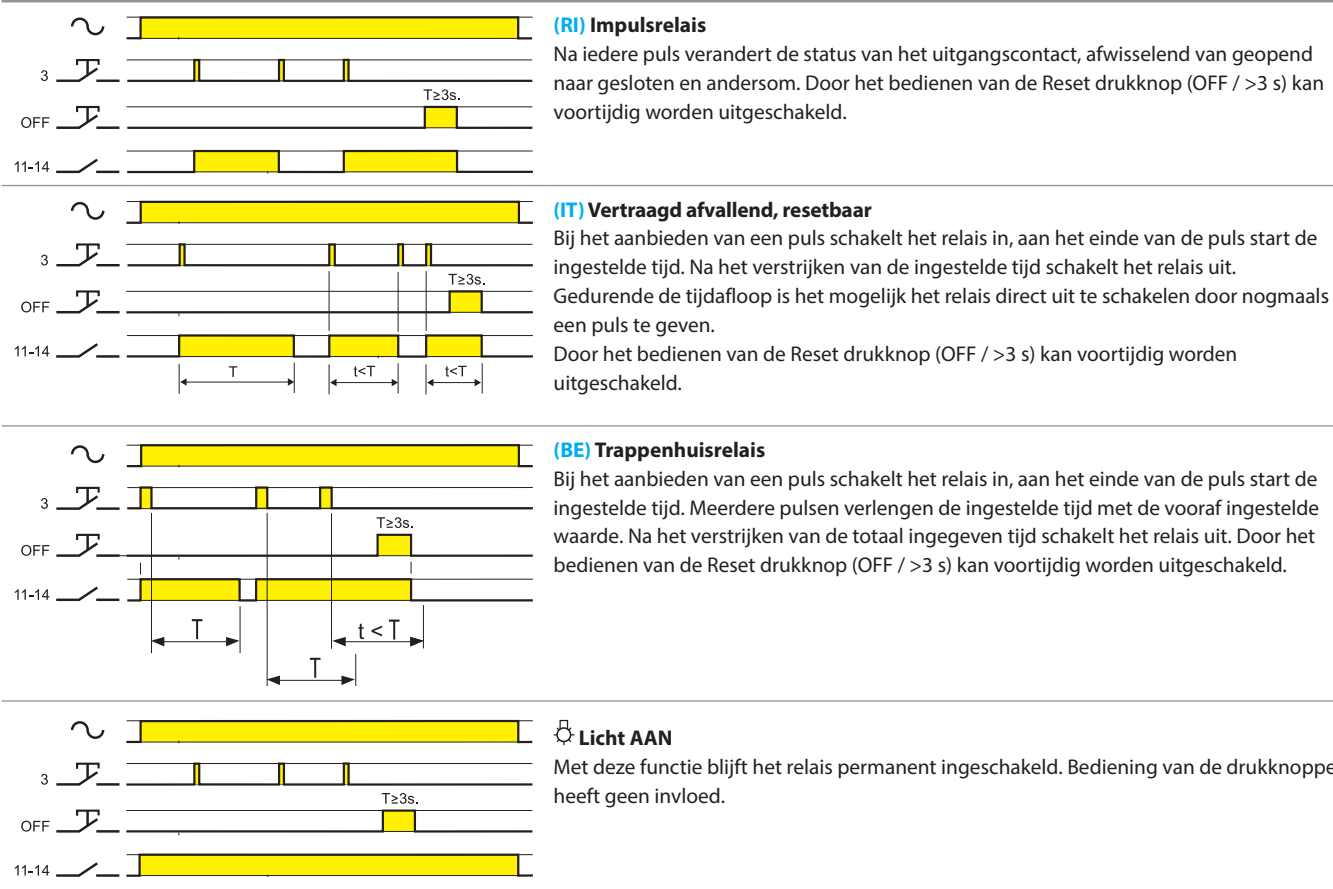 (RI) Impulsrelais
Na iedere puls verandert de status van het uitgangscontact, afwisselend van geopend
naar gesloten en andersom. Door het bedienen van de Reset drukknop (OFF / >3 s) kan
voortijdig worden uitgeschakeld.
3
T≥3s.
OFF
11-14
(IT) Vertraagd afvallend, resetbaar
Bij het aanbieden van een puls schakelt het relais in, aan het einde van de puls start de
ingestelde tijd. Na het verstrijken van de ingestelde tijd schakelt het relais uit.
Gedurende de tijdafloop is het mogelijk het relais direct uit te schakelen door nogmaals
een puls te geven.
Door het bedienen van de Reset drukknop (OFF / >3 s) kan voortijdig worden
uitgeschakeld.
3
T≥3s.
OFF
11-14
T t<T t<T
(BE) Trappenhuisrelais
Bij het aanbieden van een puls schakelt het relais in, aan het einde van de puls start de
ingestelde tijd. Meerdere pulsen verlengen de ingestelde tijd met de vooraf ingestelde
waarde. Na het verstrijken van de totaal ingegeven tijd schakelt het relais uit. Door het
bedienen van de Reset drukknop (OFF / >3 s) kan voortijdig worden uitgeschakeld.
3
T≥3s.
OFF
11-14
T t < T
T
Licht AAN
Met deze functie blijft het relais permanent ingeschakeld. Bediening van de drukknoppe
heeft geen invloed.
3
T≥3s.
OFF
11-14